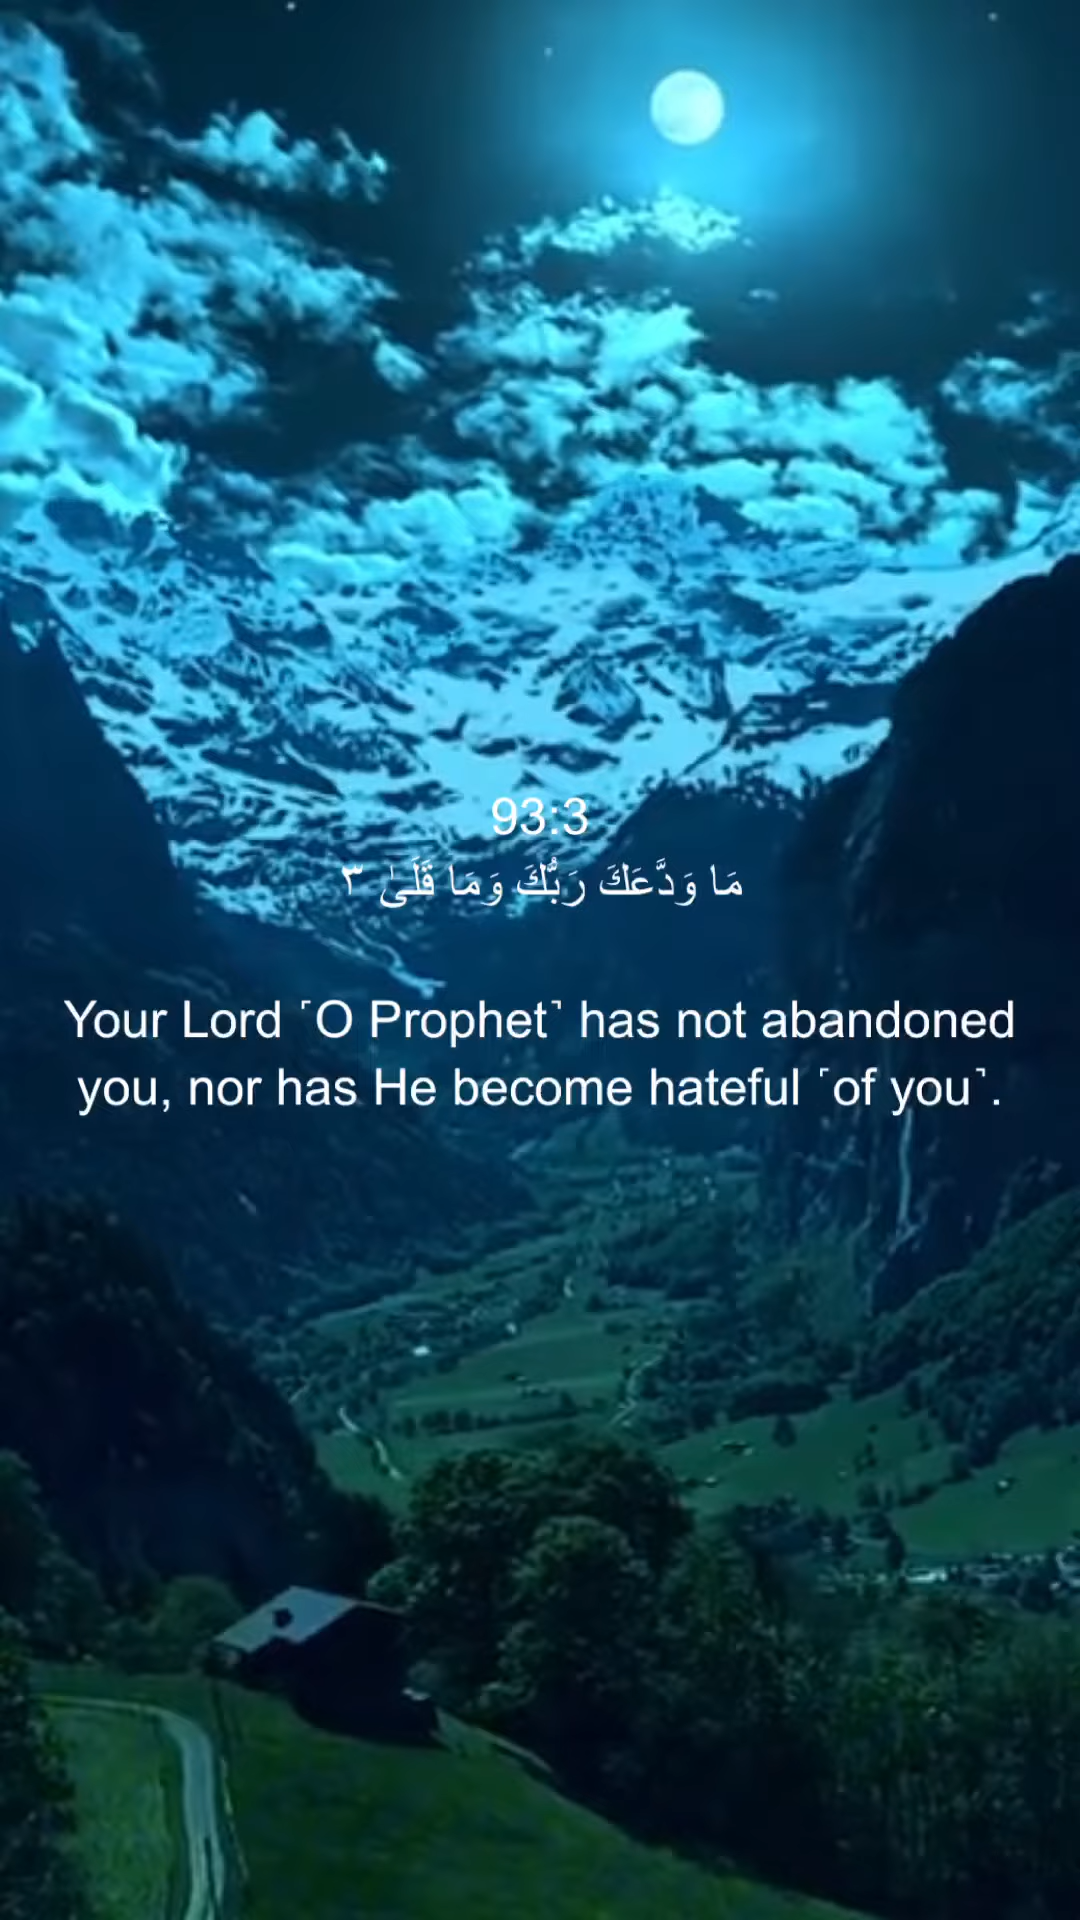 93:3
مَا وَدَّعَكَ رَبُّكَ وَمَا قَلَىٰ ٣
Your Lord ˹O Prophet˺ has not abandoned
you, nor has He become hateful ˹of you˺.